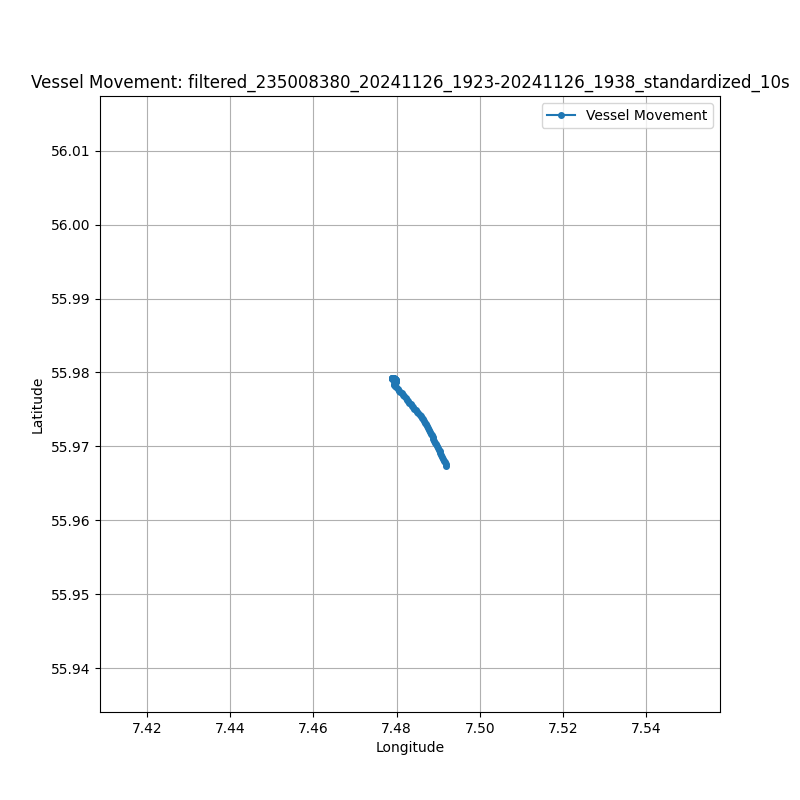 Vessel Movement: filtered_235008380_20241126_1923-20241126_1938_standardized_10s
Vessel Movement
56.01
56.00
55.99
55.98
55.97
55.96
55.95
55.94
Latitude
7.42 7.44 7.46 7.48 7.50 7.52 7.54
Longitude